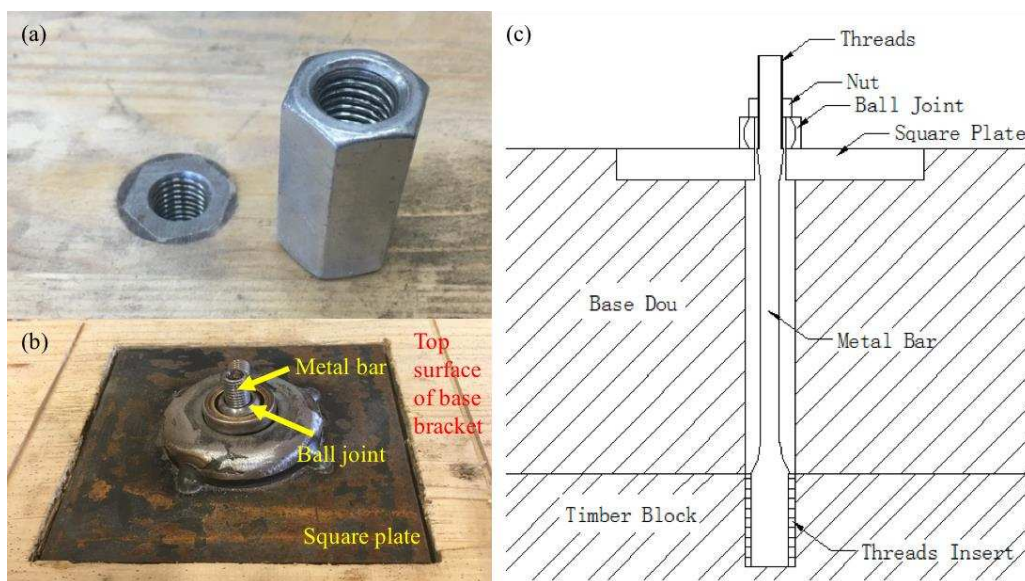 (a)
(b)
Metal bar
Ball joint
Square plate
Top
surface
of base
bracket
(c)
Threads
Nut
Ball Joint
Square Plate
Base Dou
Metal Bar
Timber Block
Threads Insert